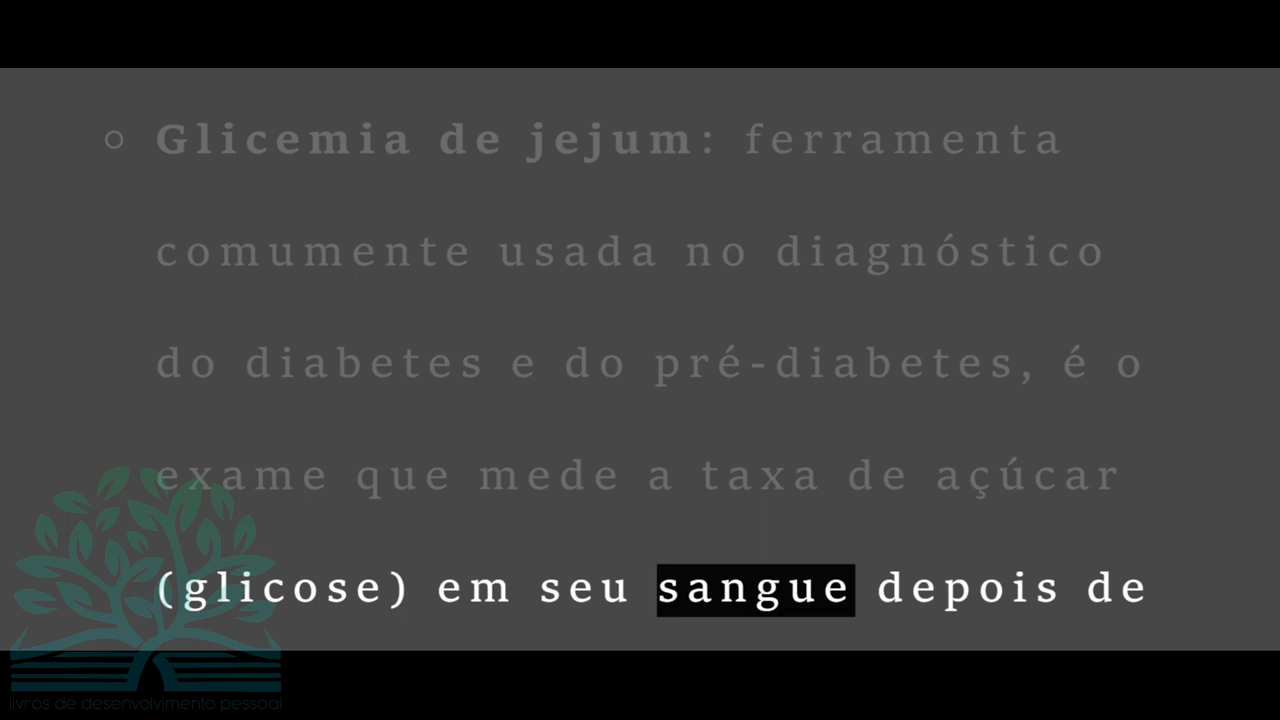 ○ Glicemia de jejum: ferramenta
comumente usada no diagnóstico
do diabetes e do pré-diabetes, é o
exame que mede a taxa de açúcar
(glicose) em seu sangue depois de
livros de desenvolvimento pessoal